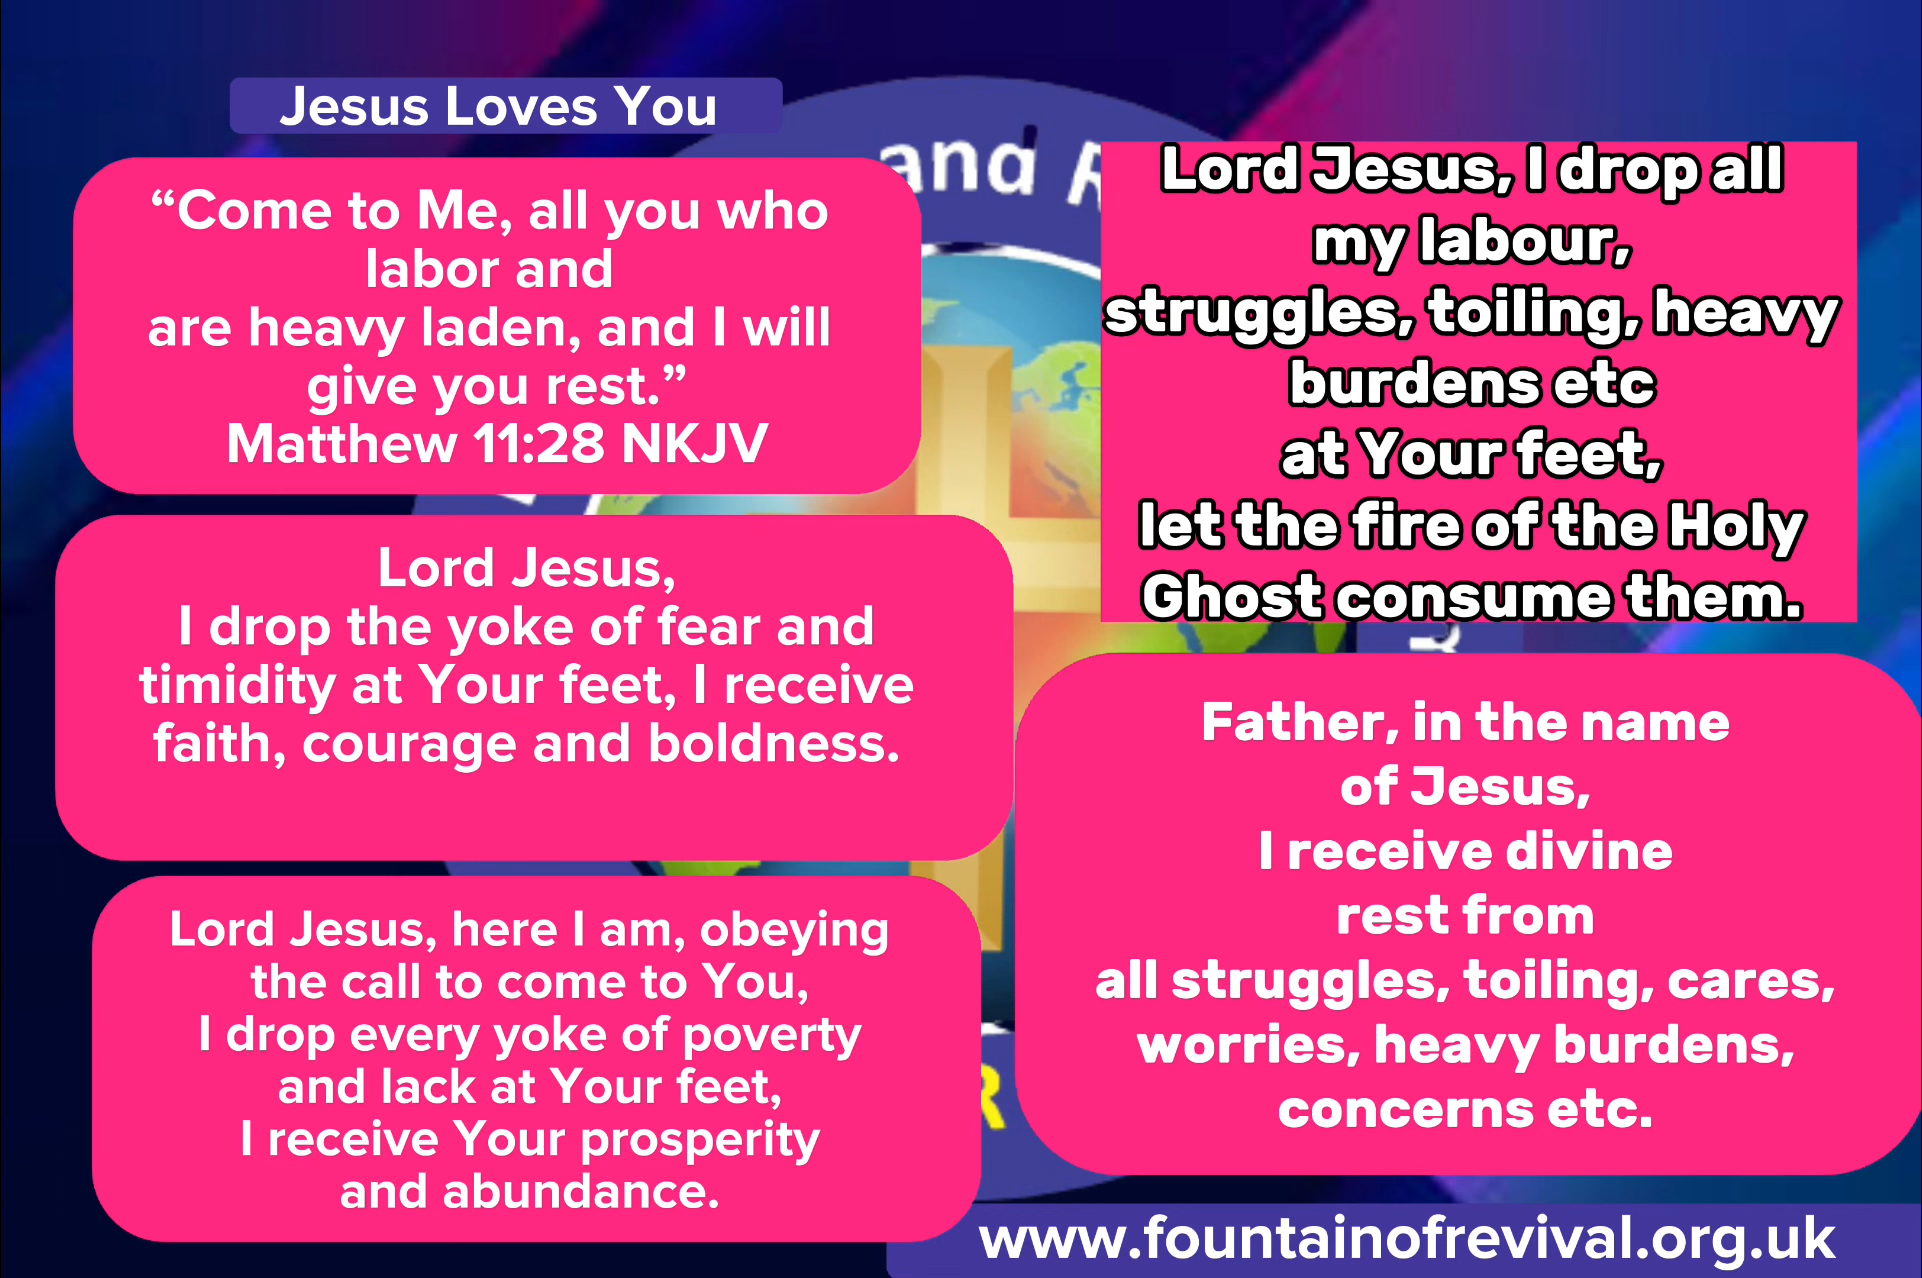 Jesus Loves You
“Come to Me, all you who
labor and
are heavy laden, and I will
give you rest.”
Matthew 11:28 NKJV
Lord Jesus,
I drop the yoke of fear and
timidity at Your feet, I receive
faith, courage and boldness.
Lord Jesus, here I am, obeying
the call to come to You,
I drop every yoke of poverty
and lack at Your feet,
I receive Your prosperity
and abundance.
and R
Lord Jesus, I drop all
my labour,
struggles, toiling, heavy
burdens etc
at Your feet,
let the fire of the Holy
Ghost consume them.
Father, in the name
of Jesus,
I receive divine
rest from
all struggles, toiling, cares,
worries, heavy burdens,
concerns etc.
R
www.fountainofrevival.org.uk